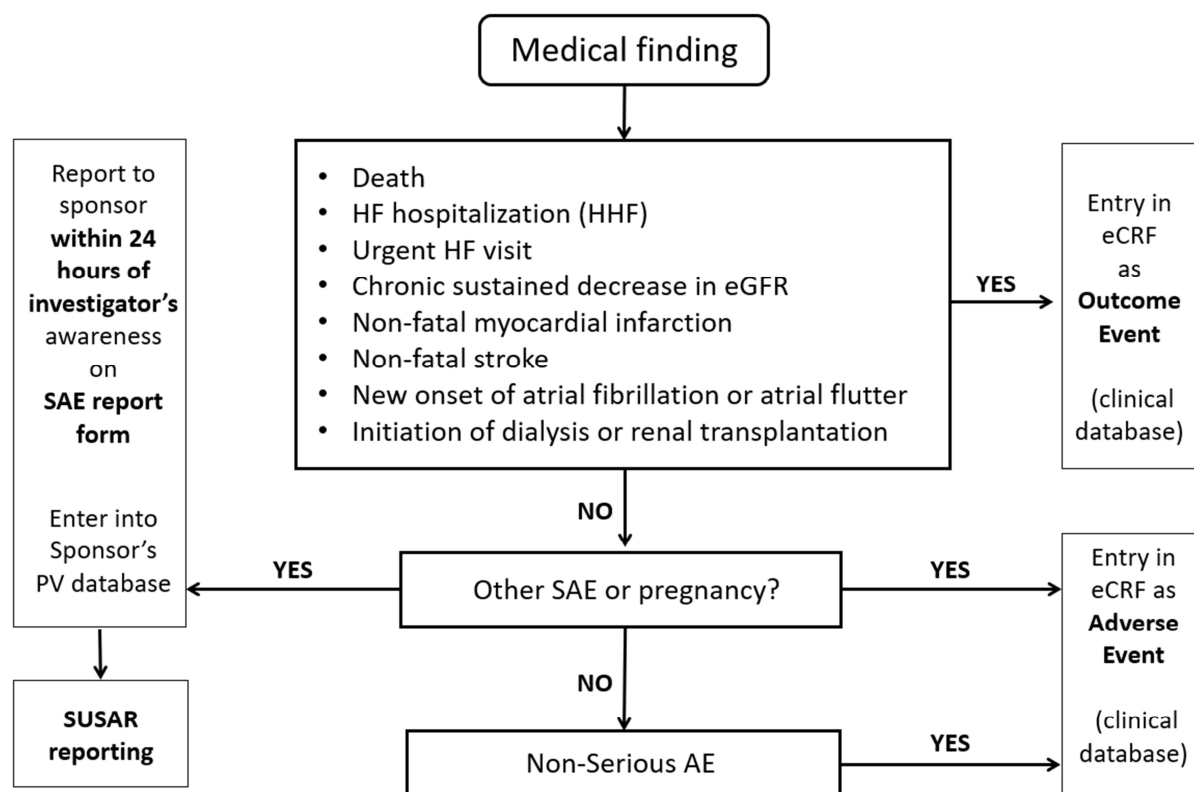 Medical finding
Report to
sponsor
within 24
hours of
investigator’s
awareness
on
SAE report
form
Enter into
Sponsor’s
PV database
• Death
• HF hospitalization (HHF)
• Urgent HF visit
• Chronic sustained decrease in eGFR
• Non-fatal myocardial infarction
• Non-fatal stroke
• New onset of atrial fibrillation or atrial flutter
• Initiation of dialysis or renal transplantation
YES
Entry in
eCRF
as
Outcome
Event
(clinical
database)
NO
YES
Other SAE or pregnancy?
YES
Entry in
eCRF as
Adverse
Event
(clinical
database)
NO
SUSAR
reporting
Non-Serious AE
YES